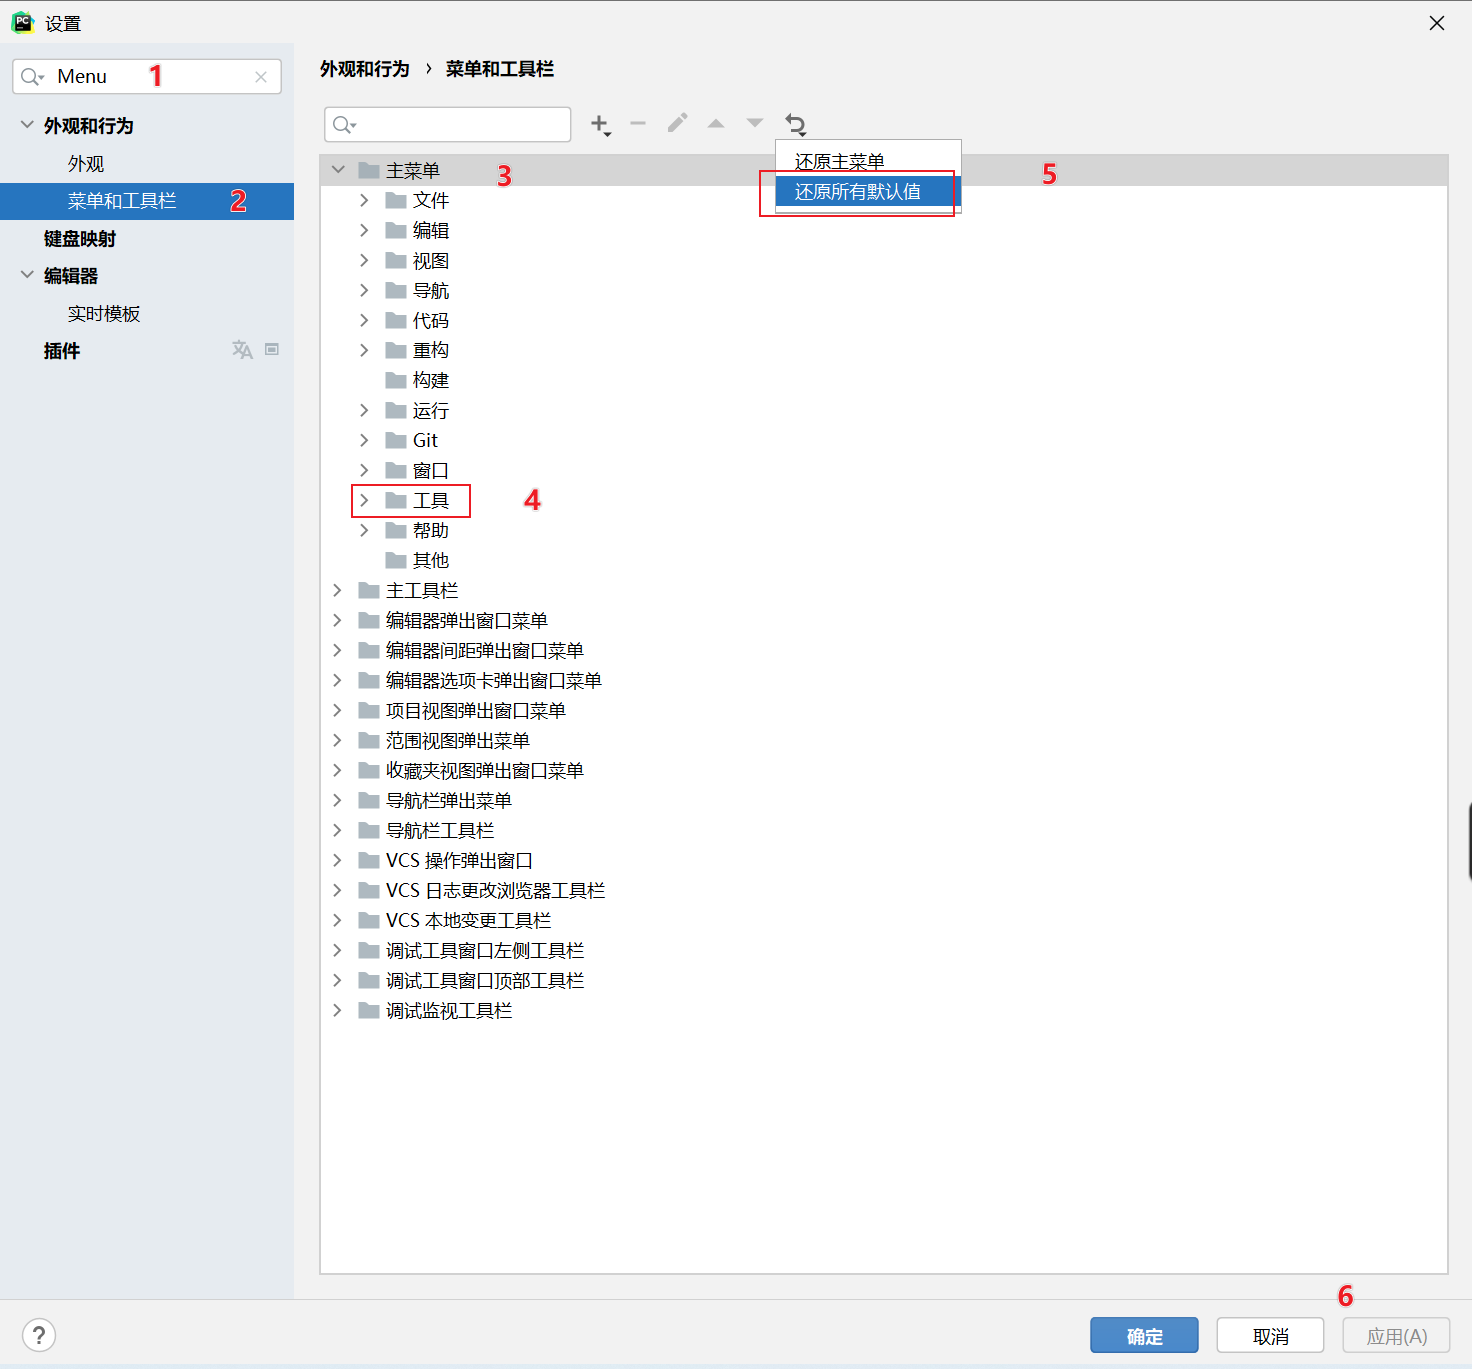 PC 设置
Menu 1
外观和行为
外观
菜单和工具栏 2
键盘映射
编辑器
实时模板
插件
外观和行为 › 菜单和工具栏
还原主菜单
还原所有默认值
5
主菜单 3
文件
编辑
视图
导航
代码
重构
构建
运行
Git
窗口
工具 4
帮助
其他
主工具栏
编辑器弹出窗口菜单
编辑器间距弹出窗口菜单
编辑器选项卡弹出窗口菜单
项目视图弹出窗口菜单
范围视图弹出菜单
收藏夹视图弹出窗口菜单
导航栏弹出菜单
导航栏工具栏
VCS 操作弹出窗口
VCS 日志更改浏览器工具栏
VCS 本地变更工具栏
调试工具窗口左侧工具栏
调试工具窗口顶部工具栏
调试监视工具栏
6
? 确定 取消 应用(A)